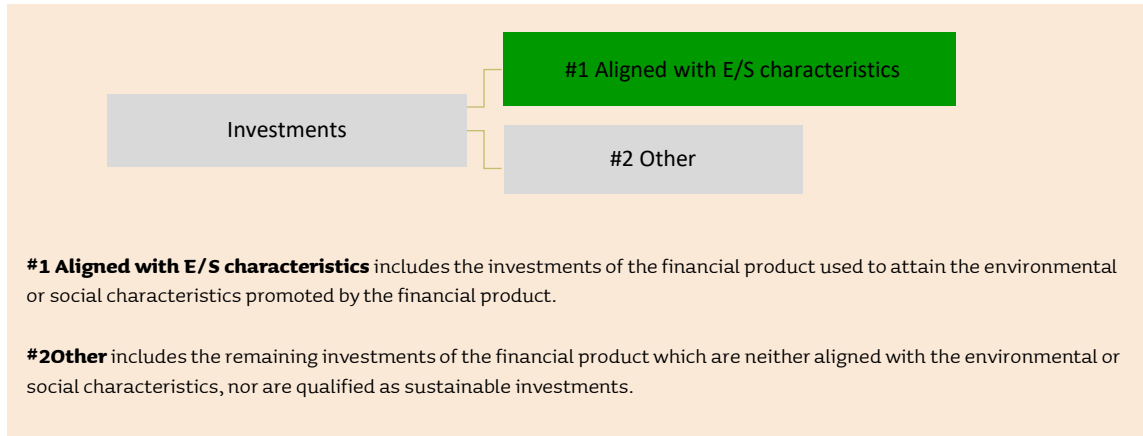 #1 Aligned with E/S characteristics
Investments
#2 Other
#1 Aligned with E/S characteristics includes the investments of the financial product used to attain the environmental
or social characteristics promoted by the financial product.
#2Other includes the remaining investments of the financial product which are neither aligned with the environmental or
social characteristics, nor are qualified as sustainable investments.